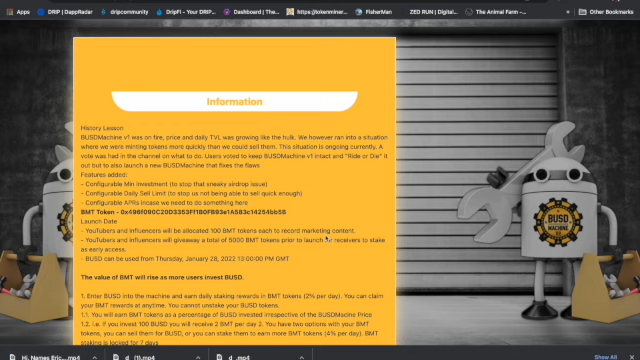 Apps
DRIP | DappRadar
dripcommunity
DripFi - Your DRIP...
Dashboard | The...
https://tokenminer...
FisherMan
ZED RUN | Digital...
The Animal Farm -...
Other Bookmarks
Information
History Lesson
BUSDMachine v1 was on fire, price and daily TVL was growing like the hulk. We however ran into a situation
where we were minting tokens more quickly than we could sell them. This situation is ongoing currently. A
vote was had in the channel on what to do. Users voted to keep BUSDMachine v1 intact and "Ride or Die" it
out but to also launch a new BUSDMachine that fixes the flaws
Features added:
- Configurable Min investment (to stop that sneaky airdrop issue)
- Configurable Daily Sell Limit (to stop us not being able to sell quick enough)
- Configurable APRs incase we need to do something here
BMT Token -
Launch Date
- YouTubers and influencers will be allocated 100 BMT tokens each to record marketing content.
- YouTubers and influencers will giveaway a total of 5000 BMT tokens prior to launch for receivers to stake
as early access.
- BUSD can be used from Thursday, January 28, 2022 13:00:00 PM GMT
The value of BMT will rise as more users invest BUSD.
1. Enter BUSD into the machine and earn daily staking rewards in BMT tokens (2% per day). You can claim
your BMT rewards at anytime. You cannot unstake your BUSD tokens.
1.1. You will earn BMT tokens as a percentage of BUSD invested irrespective of the BUSDMacine Price
1.2. i.e. If you invest 100 BUSD you will receive 2 BMT per day 2. You have two options with your BMT
tokens, you can sell them for BUSD, or you can stake them to earn more BMT tokens (4% per day). BMT
staking is locked for 7 days
BUSD
MACHINE
Hi, Names Eric....mp4
d_ (1).mp4
d_.mp4
Show All